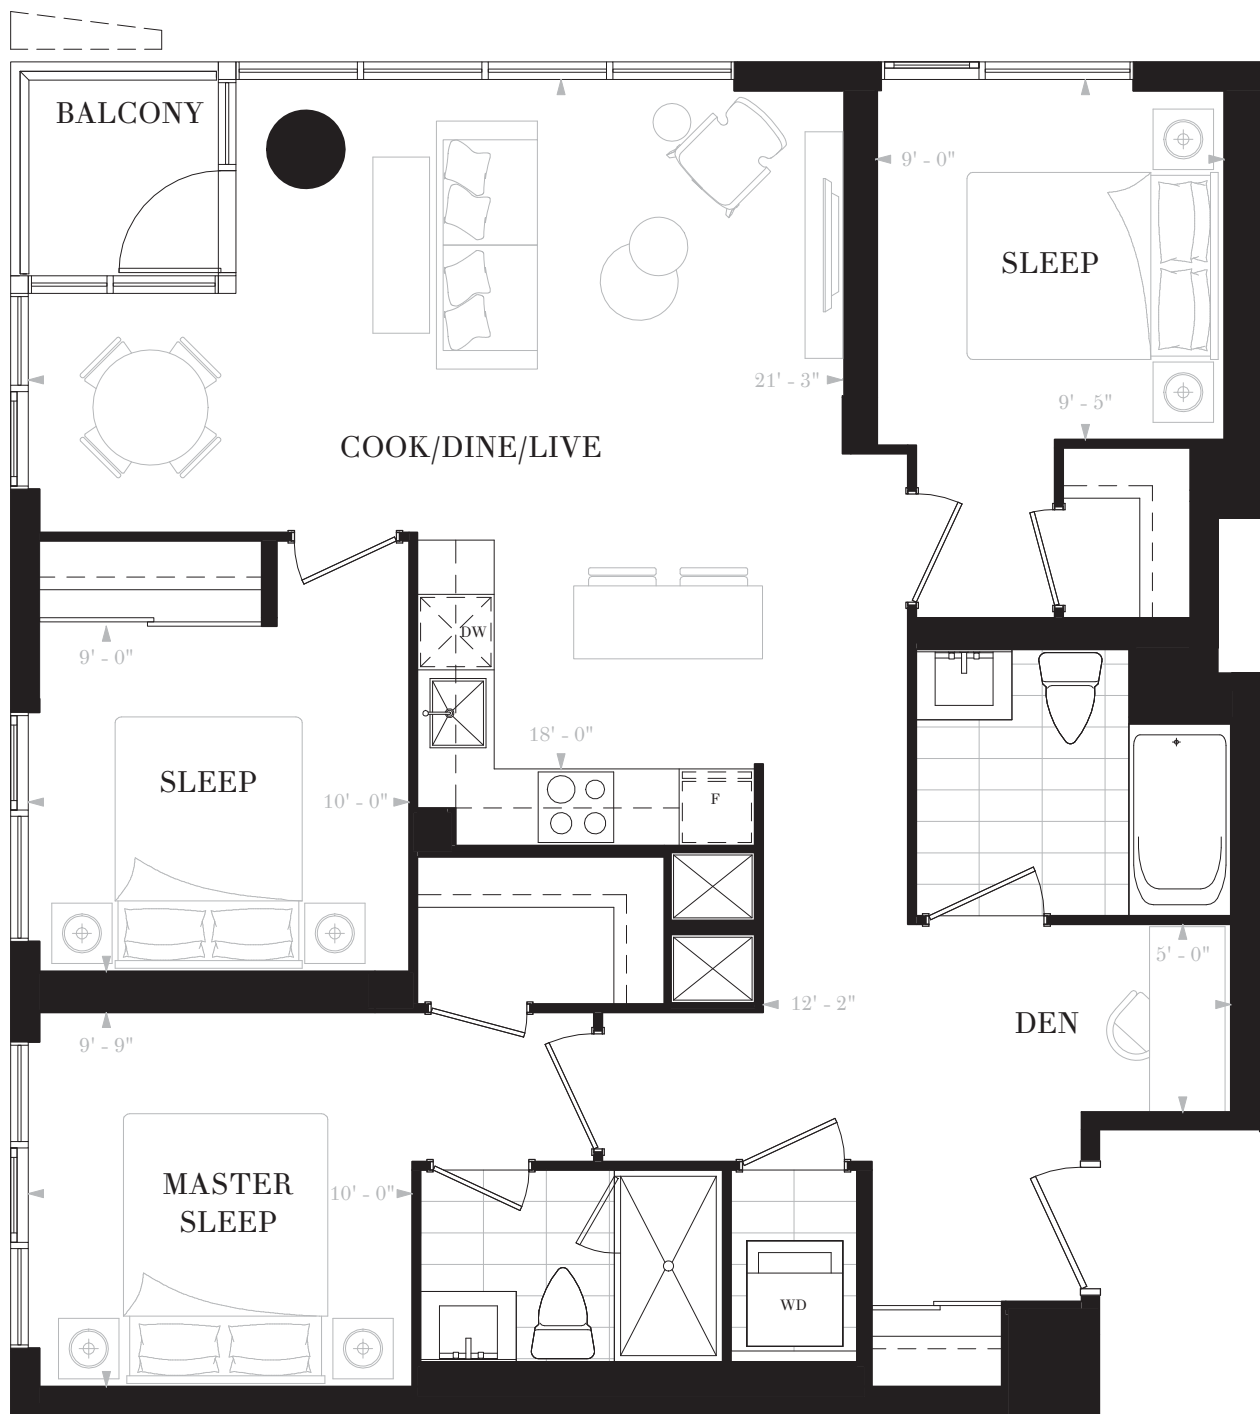 BALCONY
9' - 0"
SLEEP
21' - 3"
9' - 5"
COOK/DINE/LIVE
DW
9' - 0"
18' - 0"
SLEEP
10' - 0"
F
5' - 0"
12' - 2"
DEN
9' - 9"
MASTER
SLEEP
10' - 0"
WD